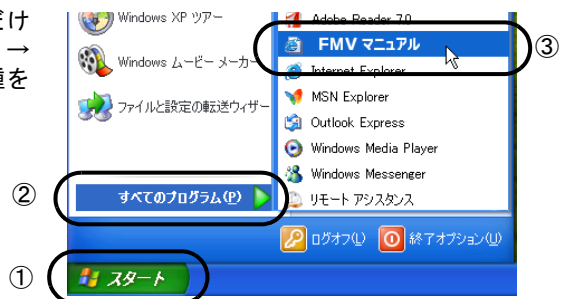 だけ
→
種を
Windows XP ツアー
Windows ムービー メーカー
ファイルと設定の転送ウィザー
すべてのプログラム(P)
Adobe Reader 7.0
FMV マニュアル
Internet Explorer
MSN Explorer
Outlook Express
Windows Media Player
Windows Messenger
リモート アシスタンス
ログオフ(L)
終了オプション(U)
スタート
①
②
③